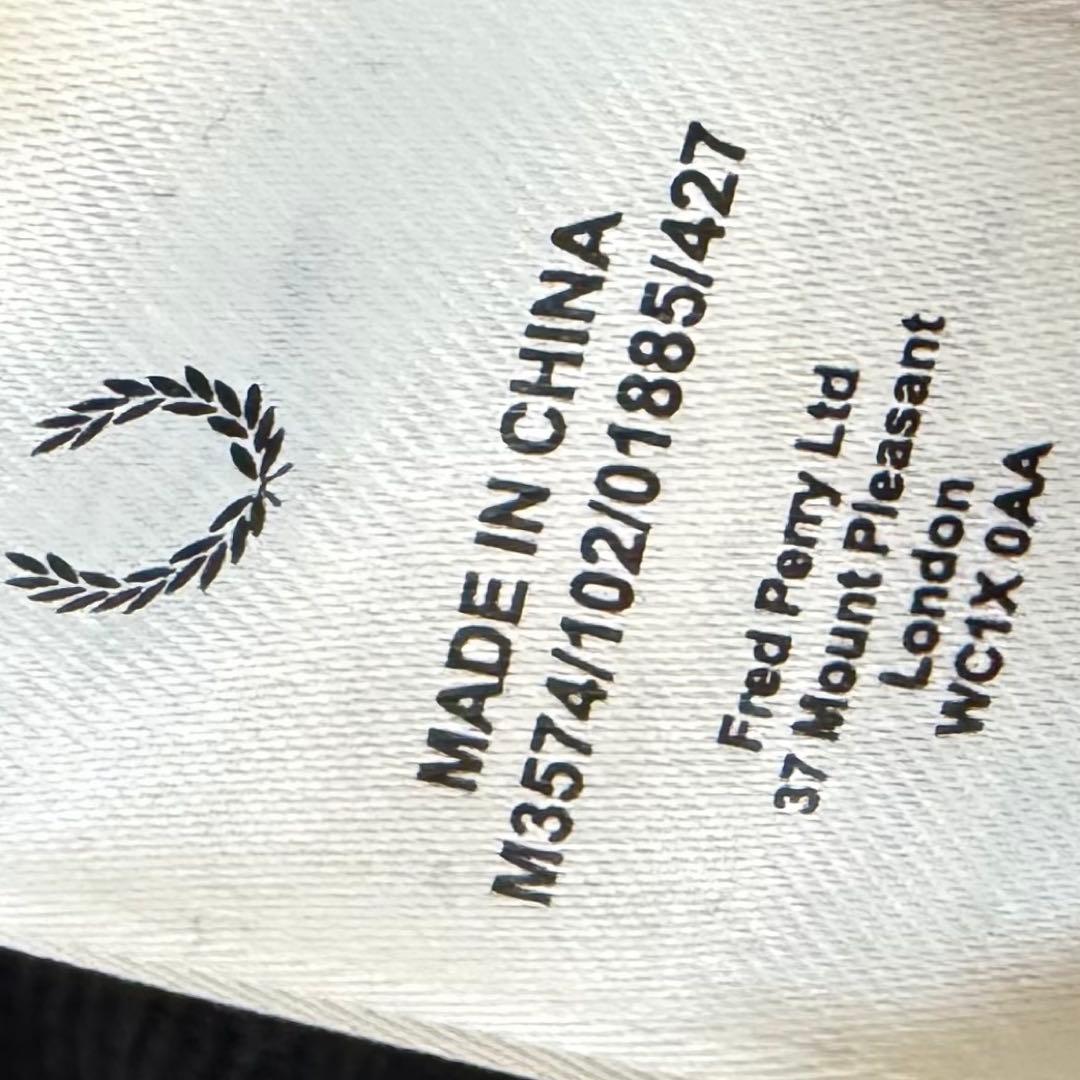 MADE IN CHINA
M3574/102/01885/427
Fred Perry Ltd
37 Mount Pleasant
London
WC1X 0AA